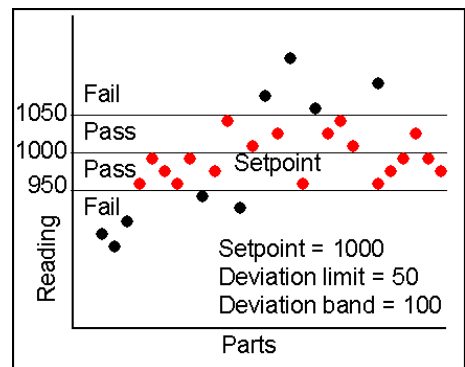 Fail
1050
Pass
1000
Setpoint
Pass
950
Fail
Reading
Setpoint = 1000
Deviation limit = 50
Deviation band = 100
Parts